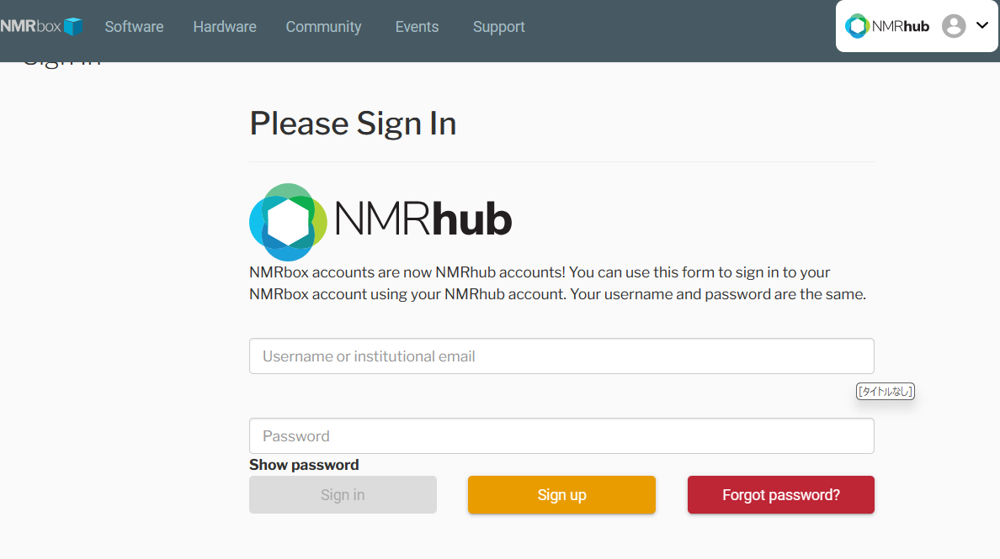 NMRbox
Software
Hardware
Community
Events
Support
NMRhub
Sign In
Please Sign In
NMRhub
NMRbox accounts are now NMRhub accounts! You can use this form to sign in to your
NMRbox account using your NMRhub account. Your username and password are the same.
Username or institutional email
[タイトルなし]
Password
Show password
Sign in
Sign up
Forgot password?